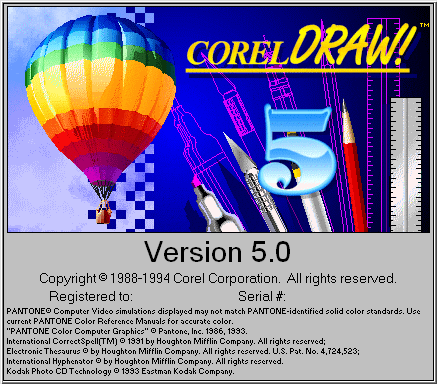 COREL DRAW!™
5
Version 5.0
Copyright © 1988-1994 Corel Corporation. All rights reserved.
Registered to: Serial #:
PANTONE® Computer Video simulations displayed may not match PANTONE-identified solid color standards. Use
current PANTONE Color Reference Manuals for accurate color.
"PANTONE Color Computer Graphics" © Pantone, Inc. 1986, 1993.
International CorrectSpell(TM) © 1991 by Houghton Mifflin Company. All rights reserved;
Electronic Thesaurus © by Houghton Mifflin Company. All rights reserved. U.S. Pat. No. 4,724,523;
International Hyphenator © by Houghton Mifflin Company. All rights reserved.
Kodak Photo CD Technology © 1993 Eastman Kodak Company.